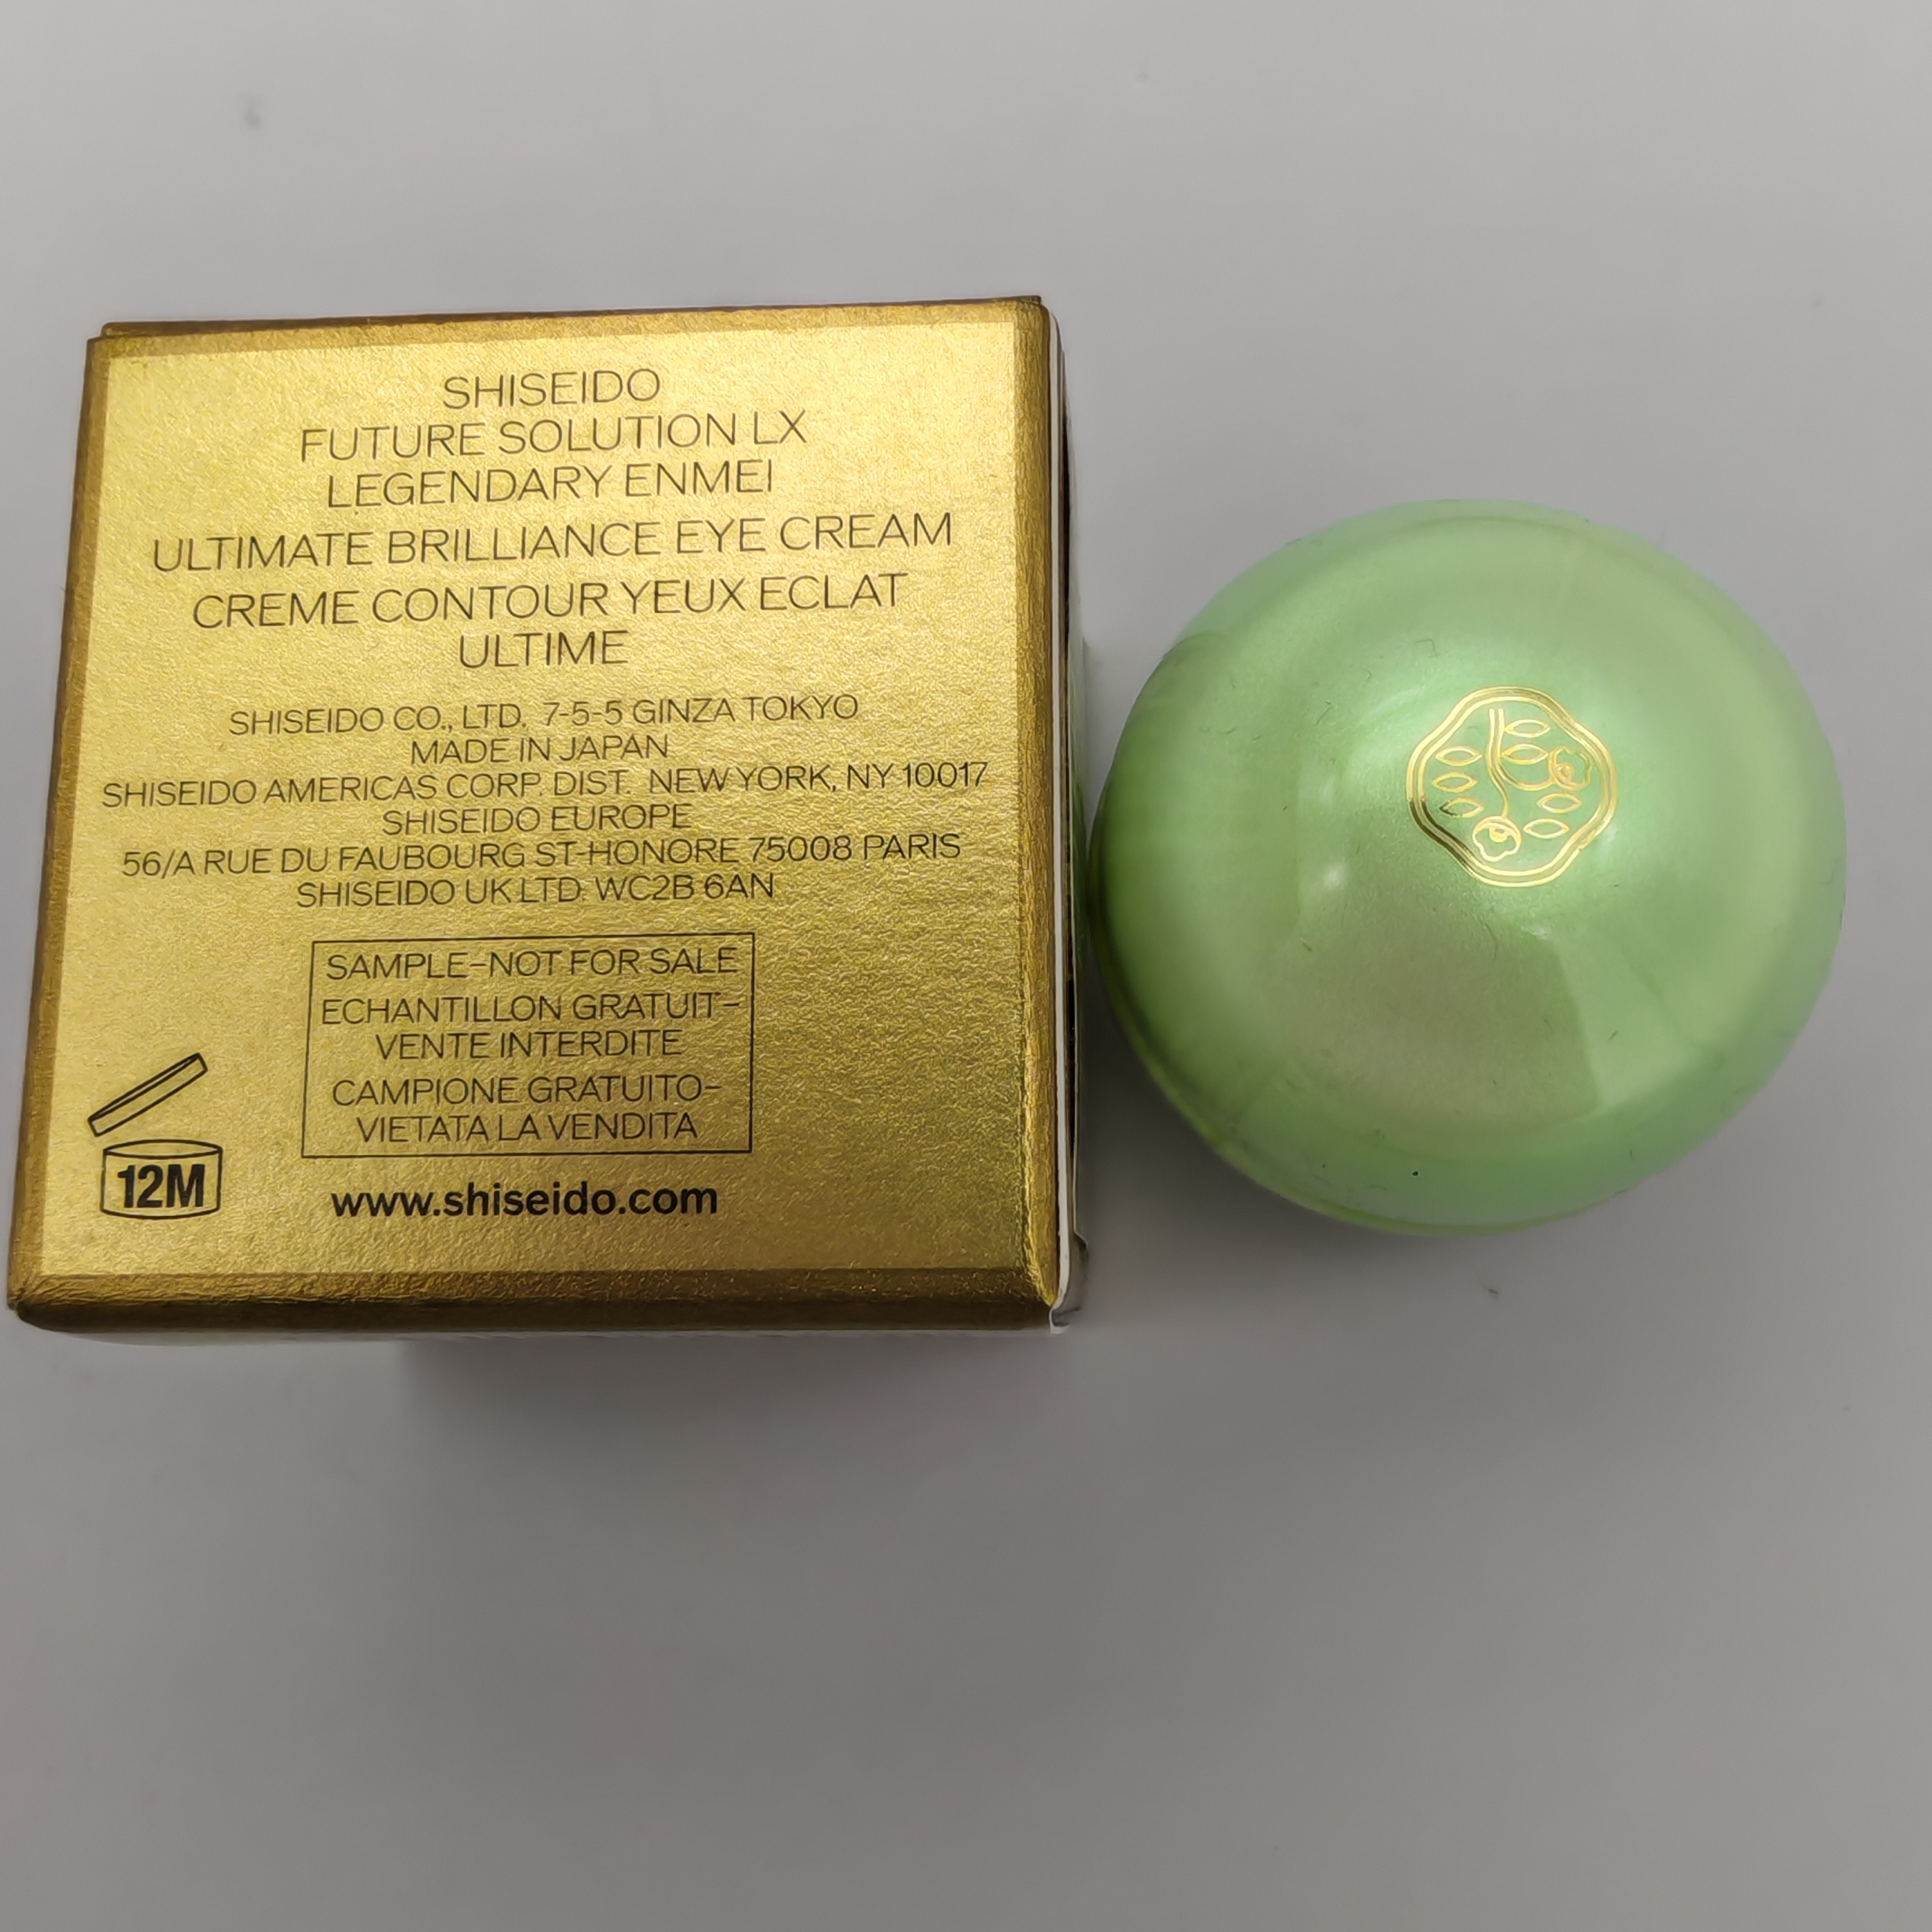 SHISEIDO
FUTURE SOLUTION LX
LEGENDARY ENMEI
ULTIMATE BRILLIANCE EYE CREAM
CREME CONTOUR YEUX ECLAT
ULTIME
SHISEIDO CO., LTD. 7-5-5 GINZA TOKYO
MADE IN JAPAN
SHISEIDO AMERICAS CORP. DIST. NEW YORK, NY 10017
SHISEIDO EUROPE
56/A RUE DU FAUBOURG ST-HONORE 75008 PARIS
SHISEIDO UK LTD. WC2B 6AN
SAMPLE-NOT FOR SALE
ECHANTILLON GRATUIT-
VENTE INTERDITE
CAMPIONE GRATUITO-
VIETATA LA VENDITA
12M
www.shiseido.com